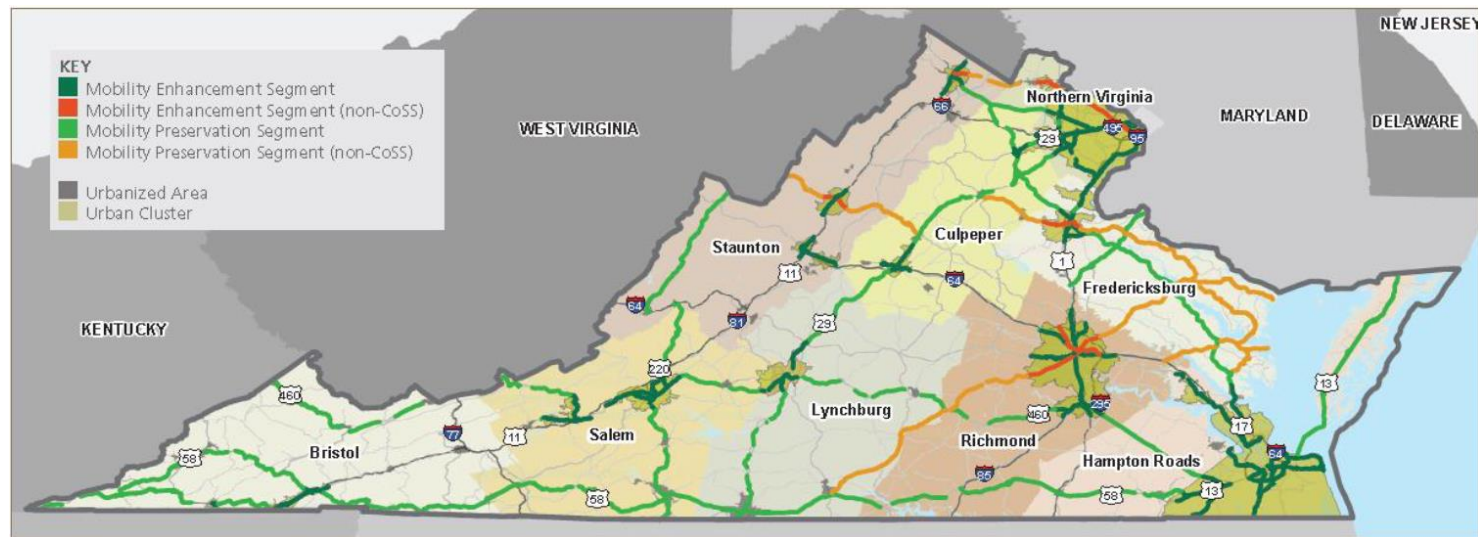 NEW JERSEY
KEY
Mobility Enhancement Segment
Mobility Enhancement Segment (non-CoSS)
Mobility Preservation Segment
Mobility Preservation Segment (non-CoSS)
Urbanized Area
Urban Cluster
WEST VIRGINIA
Northern Virginia
MARYLAND
DELAWARE
66
495
95
29
Staunton
Culpeper
11
1
64
Fredericksburg
64
81
29
KENTUCKY
220
13
460
Lynchburg
295
460
17
77
11
Salem
Richmond
Bristol
58
Hampton Roads
64
85
58
58
13